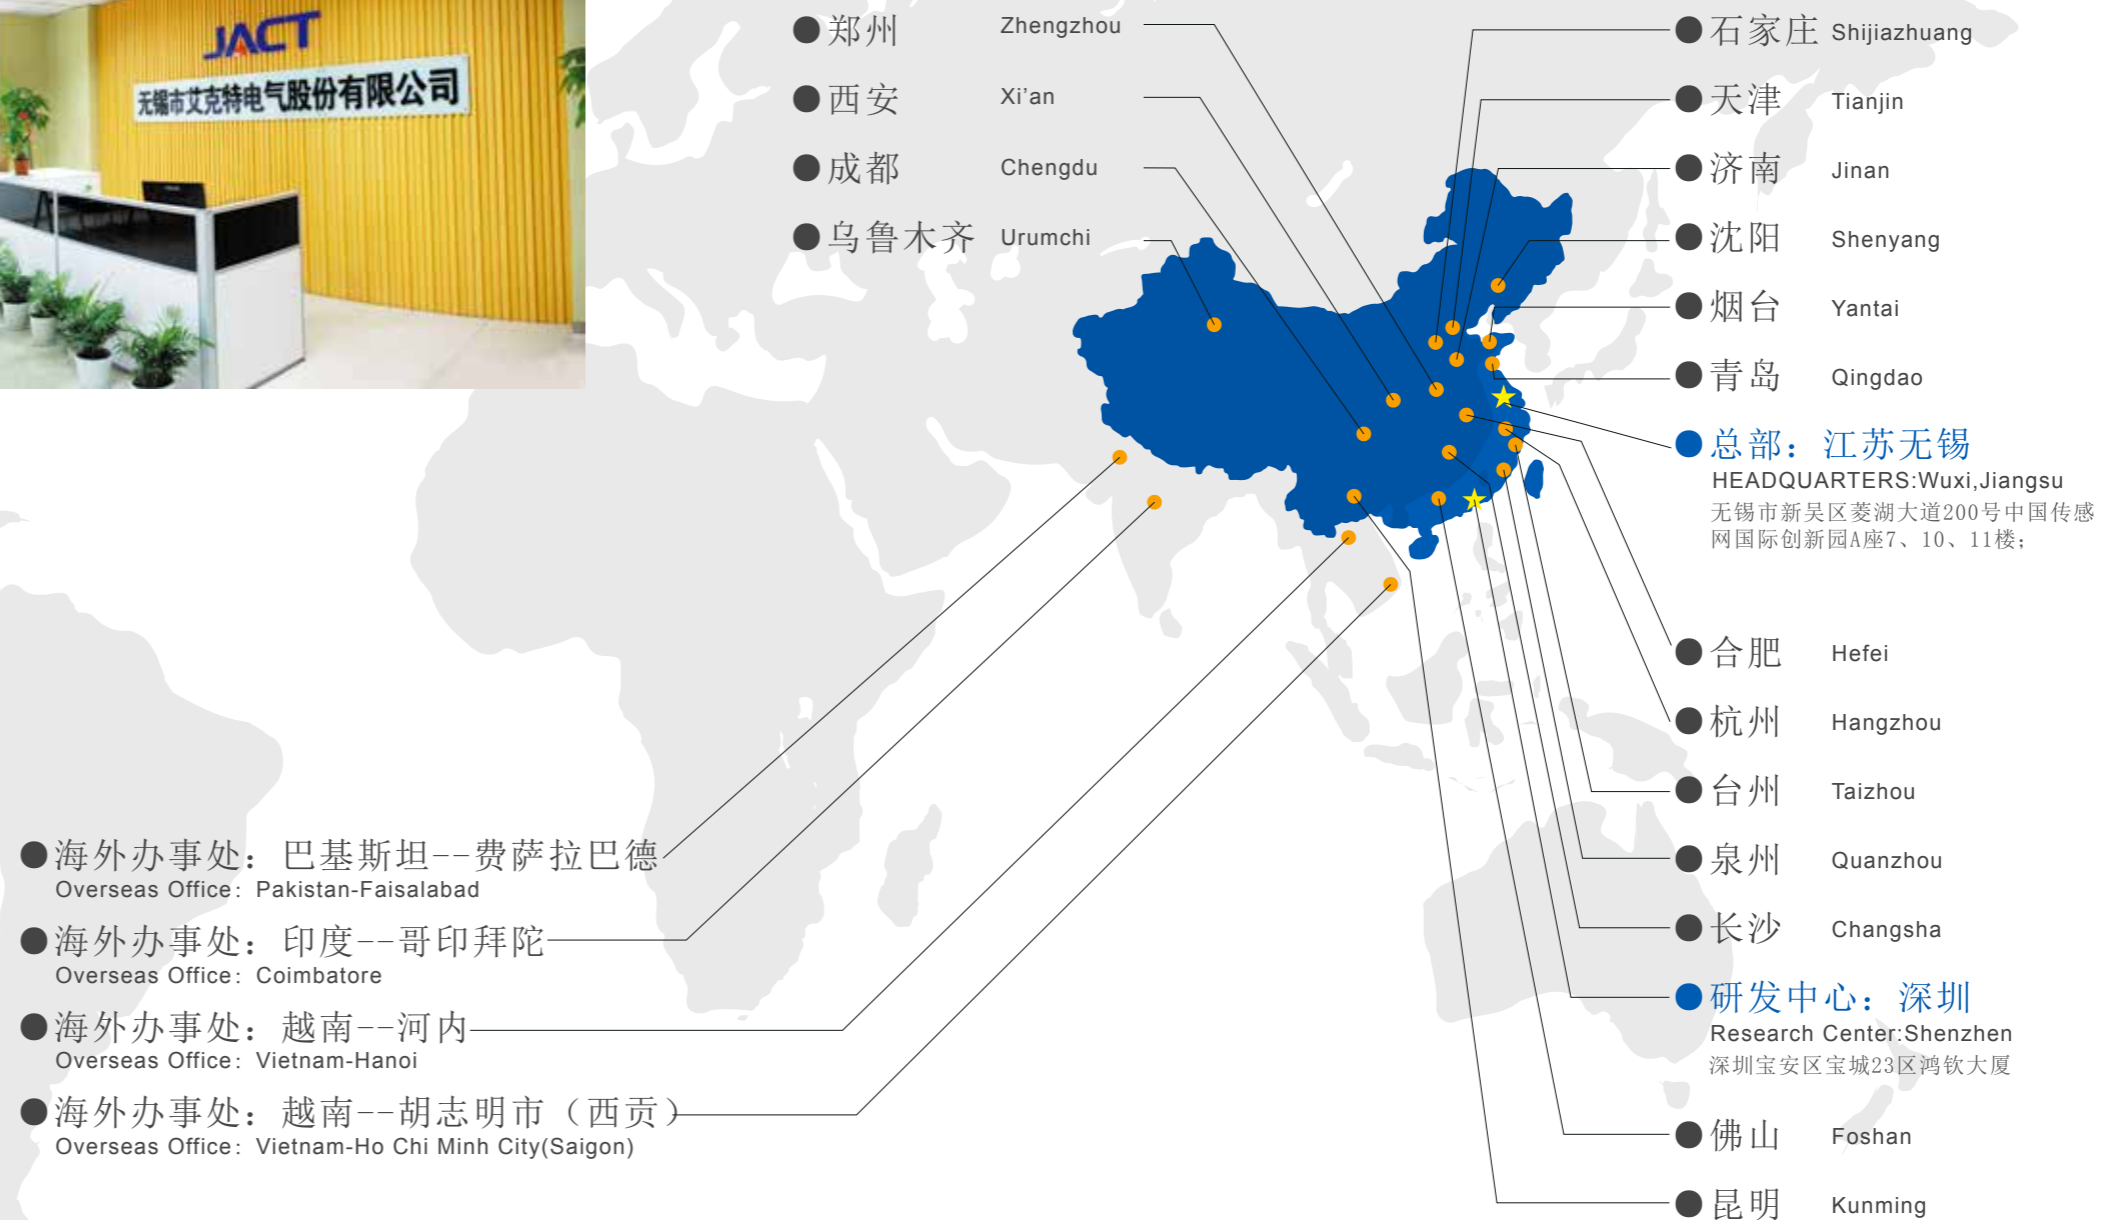 JACT
无锡市艾克特电气股份有限公司
郑州 Zhengzhou
西安 Xi’an
成都 Chengdu
乌鲁木齐 Urumchi
石家庄 Shijiazhuang
天津 Tianjin
济南 Jinan
沈阳 Shenyang
烟台 Yantai
青岛 Qingdao
总部：江苏无锡
HEADQUARTERS:Wuxi,Jiangsu
无锡市新吴区菱湖大道200号中国传感
网国际创新园A座7、10、11楼；
合肥 Hefei
杭州 Hangzhou
台州 Taizhou
泉州 Quanzhou
长沙 Changsha
研发中心：深圳
Research Center:Shenzhen
深圳宝安区宝城23区鸿钦大厦
佛山 Foshan
昆明 Kunming
海外办事处：巴基斯坦--费萨拉巴德
Overseas Office：Pakistan-Faisalabad
海外办事处：印度--哥印拜陀
Overseas Office：Coimbatore
海外办事处：越南--河内
Overseas Office：Vietnam-Hanoi
海外办事处：越南--胡志明市（西贡）
Overseas Office：Vietnam-Ho Chi Minh City(Saigon)